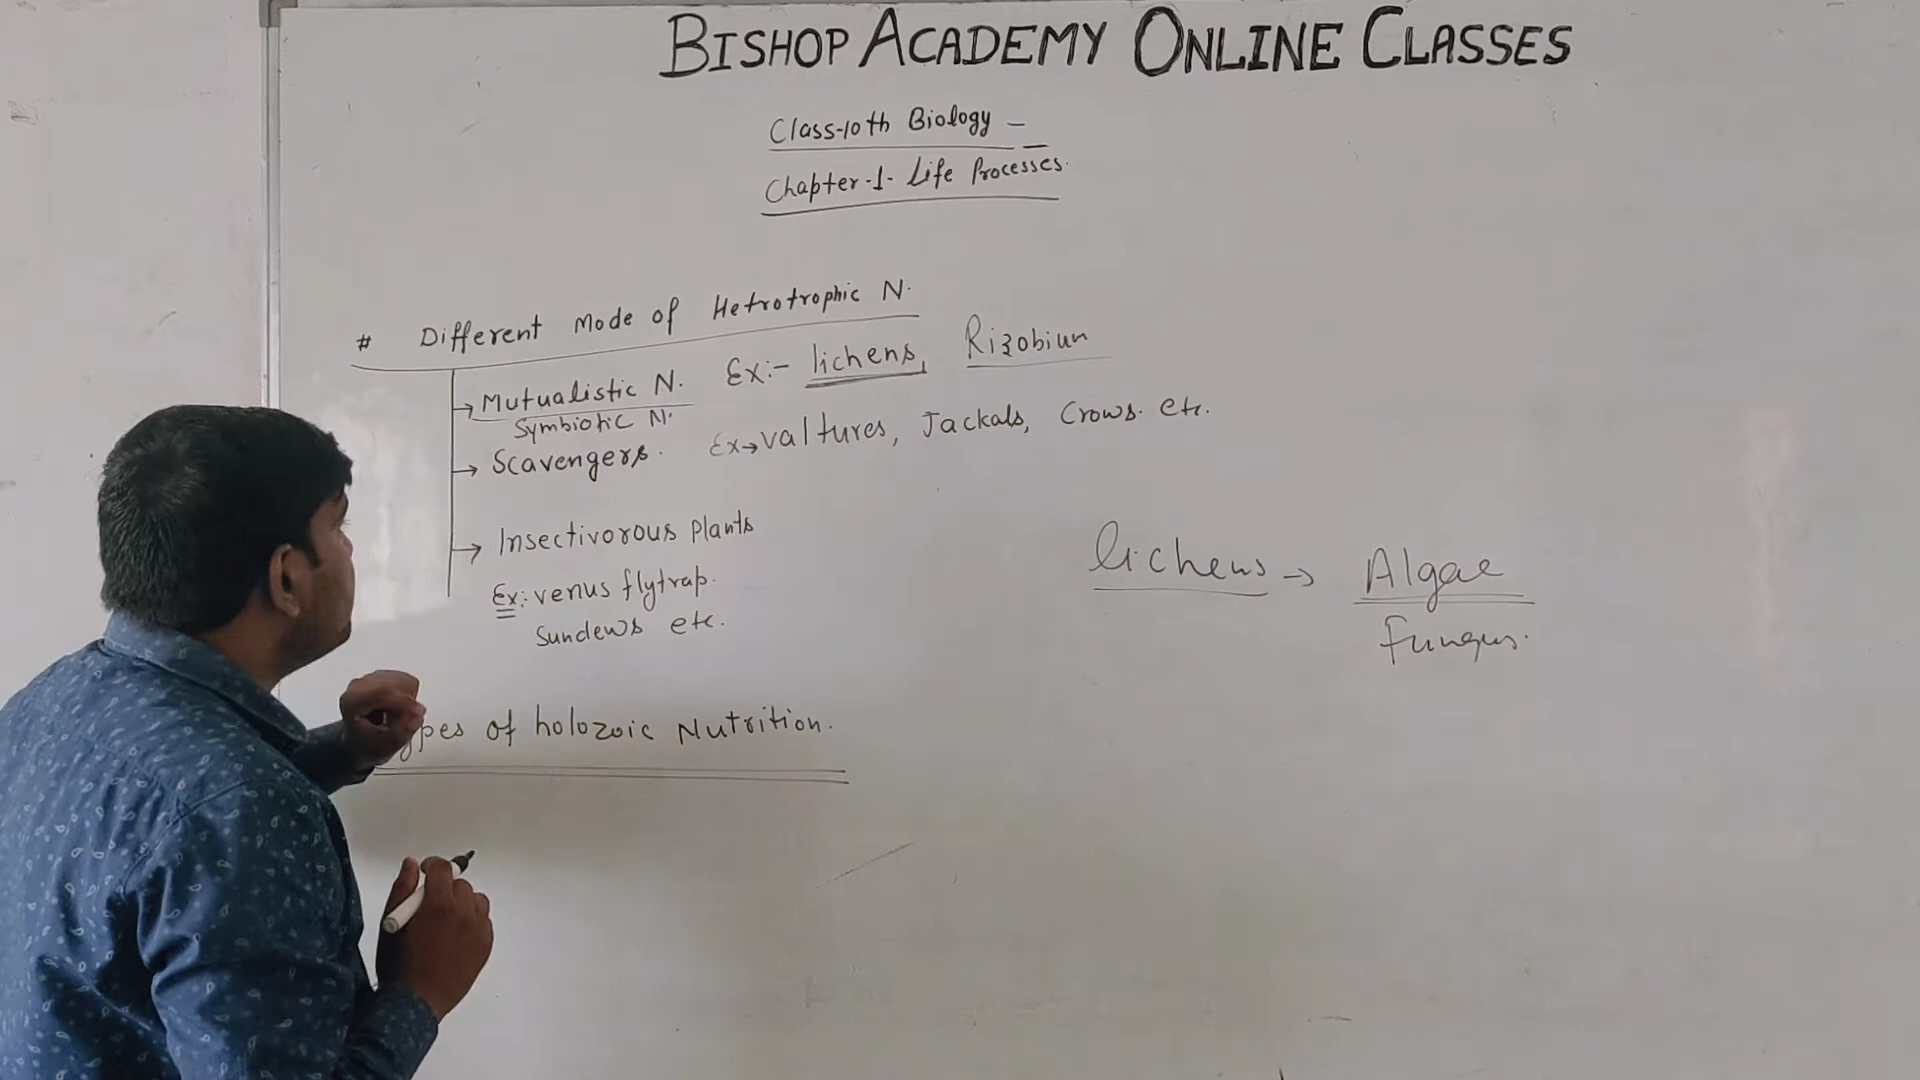 BISHOP ACADEMY ONLINE CLASSES
Class-10th Biology -
Chapter-1- Life Processes.
# Different Mode of Hetrotrophic N.
→ Mutualistic N. Ex:- lichens, Rizobium
Symbiotic N.
→ Scavengers. Ex→ valtures, Jackals, Crows. etc.
→ Insectivorous plants
Ex:- venus flytrap.
Sundews etc.
lichens → Algae
fungus.
ypes of holozoic Nutrition.